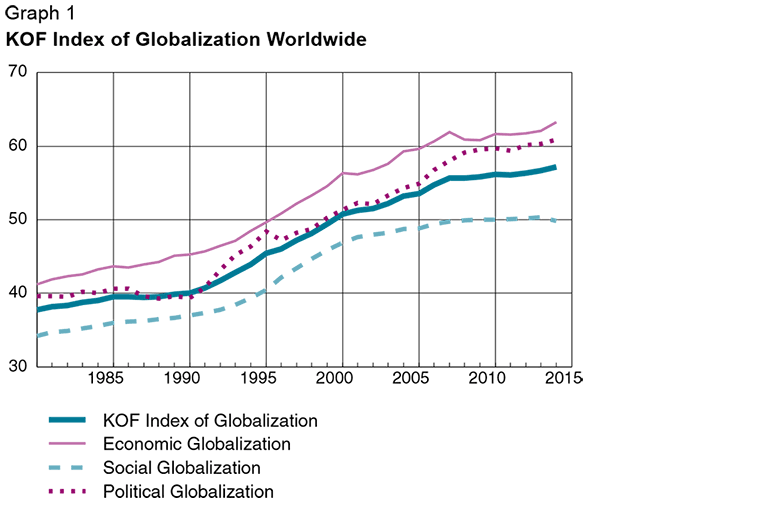 Graph 1
KOF Index of Globalization Worldwide
70
60
50
40
30
1985 1990 1995 2000 2005 2010 2015
KOF Index of Globalization
Economic Globalization
Social Globalization
Political Globalization